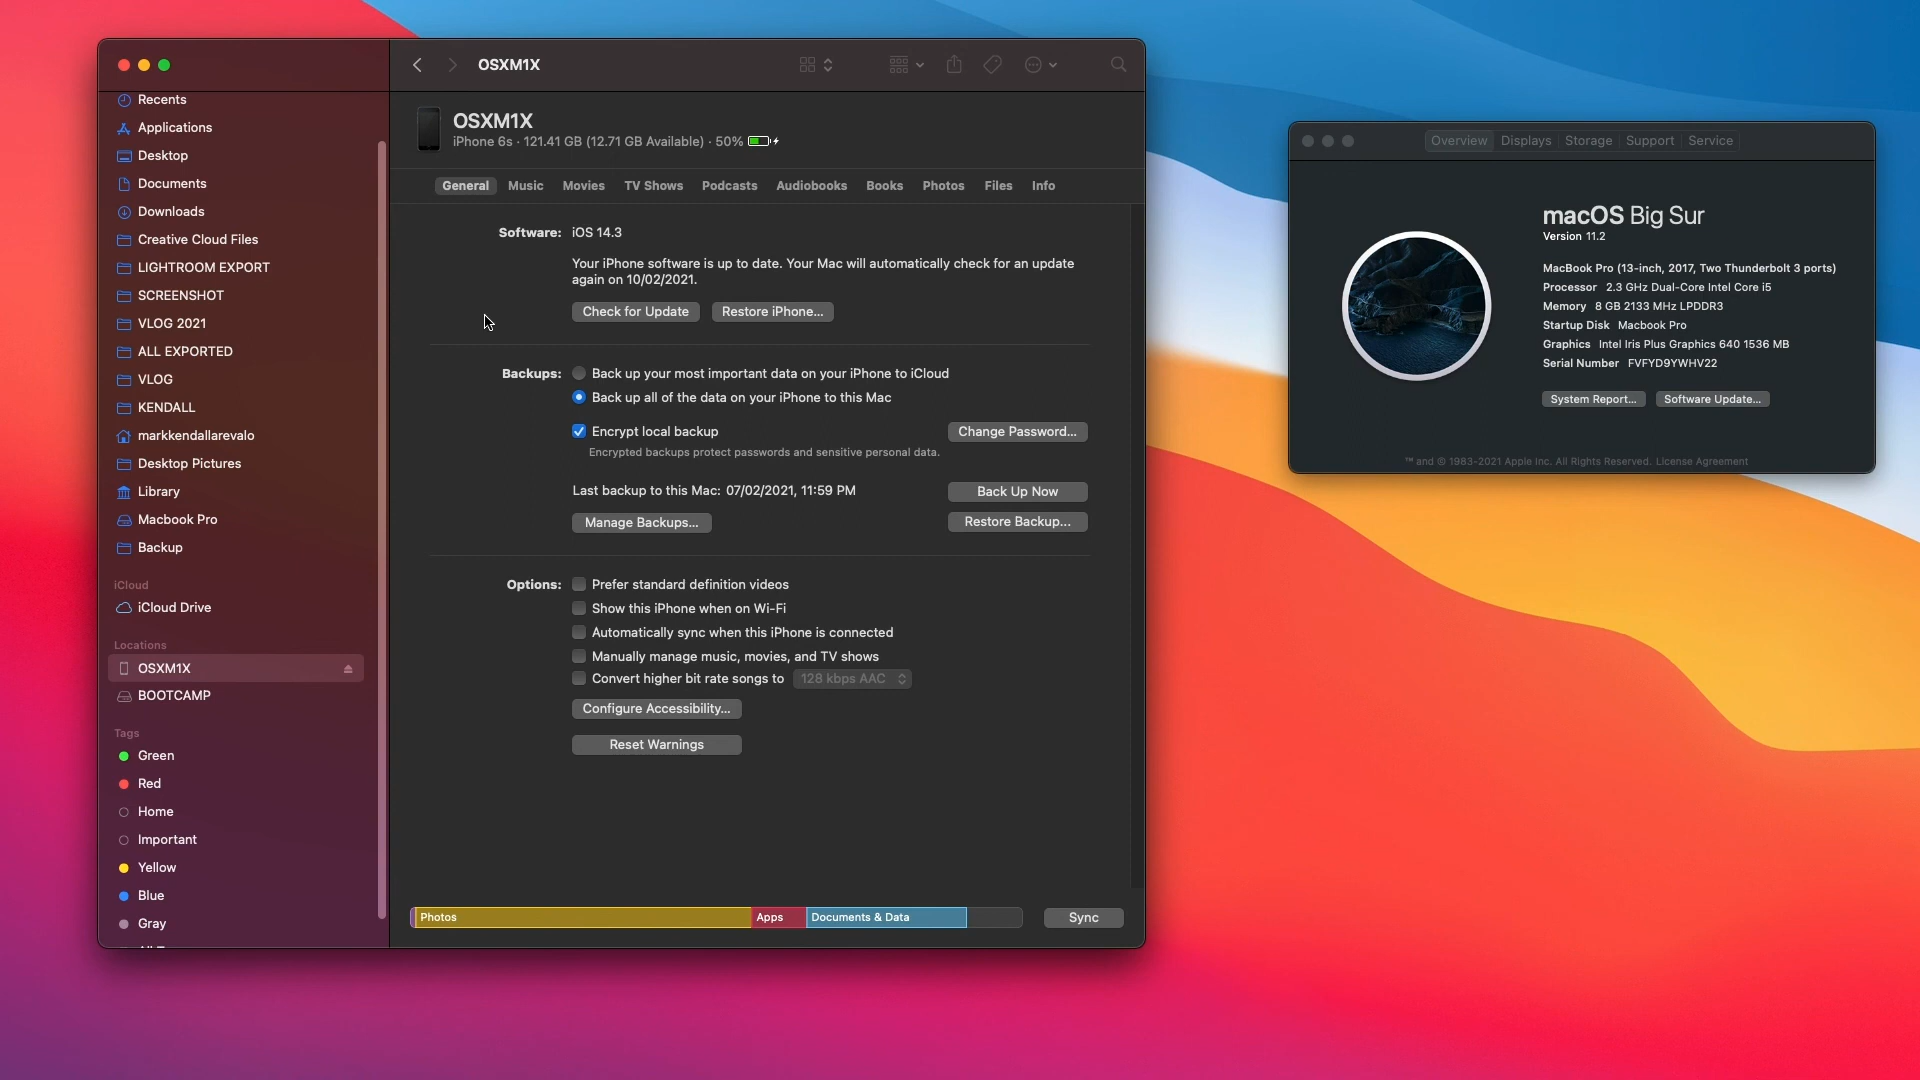 Recents
Applications
Desktop
Documents
Downloads
Creative Cloud Files
LIGHTROOM EXPORT
SCREENSHOT
VLOG 2021
ALL EXPORTED
VLOG
KENDALL
markkendallarevalo
Desktop Pictures
Library
Macbook Pro
Backup
iCloud
iCloud Drive
Locations
OSXM1X
BOOTCAMP
Tags
Green
Red
Home
Important
Yellow
Blue
Gray
OSXM1X
OSXM1X
iPhone 6s · 121.41 GB (12.71 GB Available) · 50%
General Music Movies TV Shows Podcasts Audiobooks Books Photos Files Info
Software: iOS 14.3
Your iPhone software is up to date. Your Mac will automatically check for an update
again on 10/02/2021.
Check for Update Restore iPhone...
Backups: Back up your most important data on your iPhone to iCloud
Back up all of the data on your iPhone to this Mac
Encrypt local backup Change Password...
Encrypted backups protect passwords and sensitive personal data.
Last backup to this Mac: 07/02/2021, 11:59 PM Back Up Now
Manage Backups... Restore Backup...
Options: Prefer standard definition videos
Show this iPhone when on Wi-Fi
Automatically sync when this iPhone is connected
Manually manage music, movies, and TV shows
Convert higher bit rate songs to 128 kbps AAC
Configure Accessibility...
Reset Warnings
Photos Apps Documents & Data Sync
Overview Displays Storage Support Service
macOS Big Sur
Version 11.2
MacBook Pro (13-inch, 2017, Two Thunderbolt 3 ports)
Processor 2.3 GHz Dual-Core Intel Core i5
Memory 8 GB 2133 MHz LPDDR3
Startup Disk Macbook Pro
Graphics Intel Iris Plus Graphics 640 1536 MB
Serial Number FVFYD9YWHV22
System Report... Software Update...
™ and © 1983-2021 Apple Inc. All Rights Reserved. License Agreement